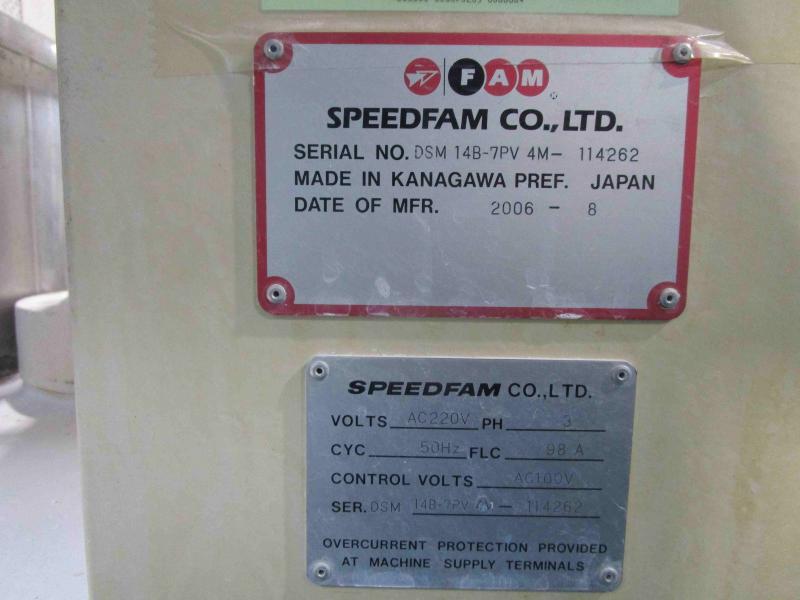 FAM
SPEEDFAM CO.,LTD.
SERIAL NO. DSM 14B-7PV 4M- 114262
MADE IN KANAGAWA PREF. JAPAN
DATE OF MFR. 2006 - 8
SPEEDFAM CO.,LTD.
VOLTS AC220V PH 3
CYC 50Hz FLC 98 A
CONTROL VOLTS AC100V
SER. DSM 14B-7PV 4M- 114262
OVERCURRENT PROTECTION PROVIDED
AT MACHINE SUPPLY TERMINALS